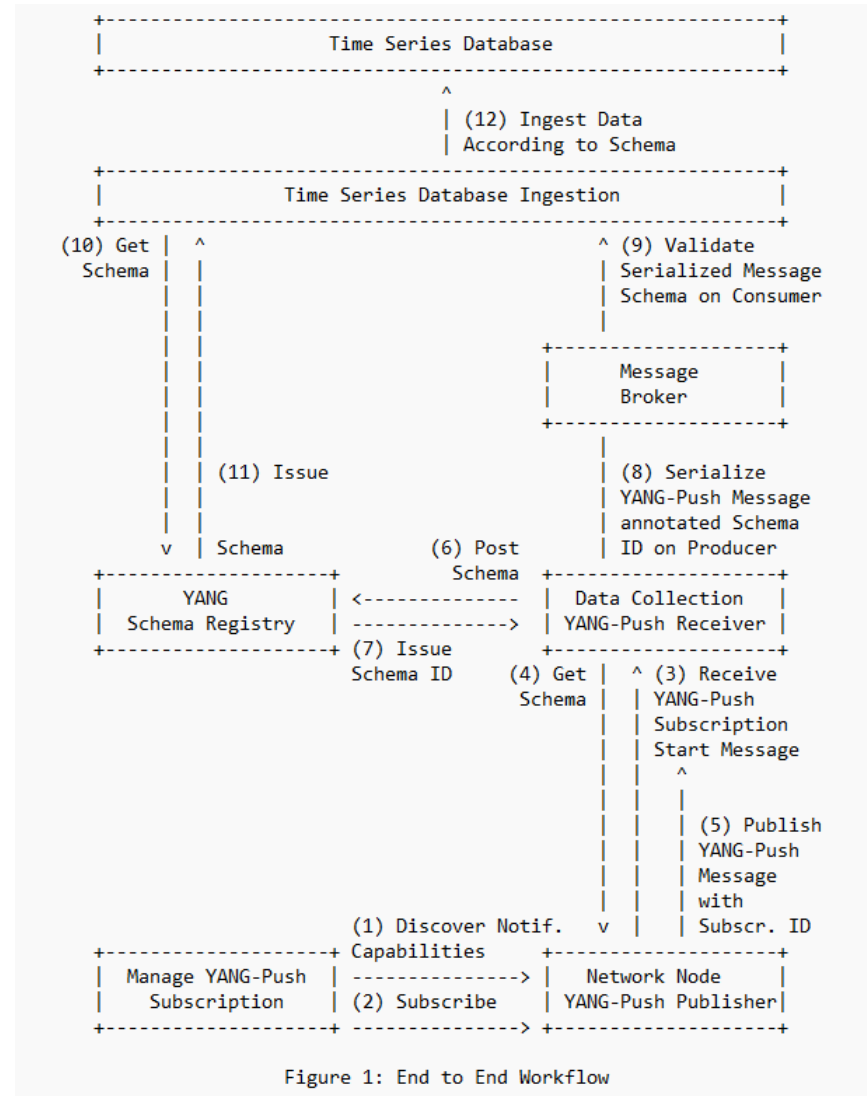 Time Series Database
(12) Ingest Data
According to Schema
Time Series Database Ingestion
(10) Get
Schema
(9) Validate
Serialized Message
Schema on Consumer
Message
Broker
(11) Issue
Schema
(8) Serialize
YANG-Push Message
annotated Schema
ID on Producer
(6) Post
Schema
YANG
Schema Registry
Data Collection
YANG-Push Receiver
(7) Issue
Schema ID
(4) Get
Schema
(3) Receive
YANG-Push
Subscription
Start Message
(5) Publish
YANG-Push
Message
with
Subscr. ID
(1) Discover Notif.
Capabilities
Manage YANG-Push
Subscription
(2) Subscribe
Network Node
YANG-Push Publisher
Figure 1: End to End Workflow